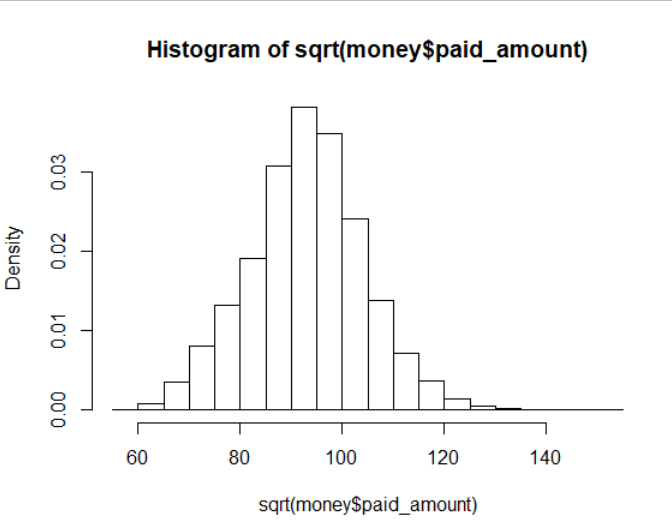 Histogram of sqrt(money$paid_amount)
Density
0.03
0.02
0.01
0.00
60 80 100 120 140
sqrt(money$paid_amount)